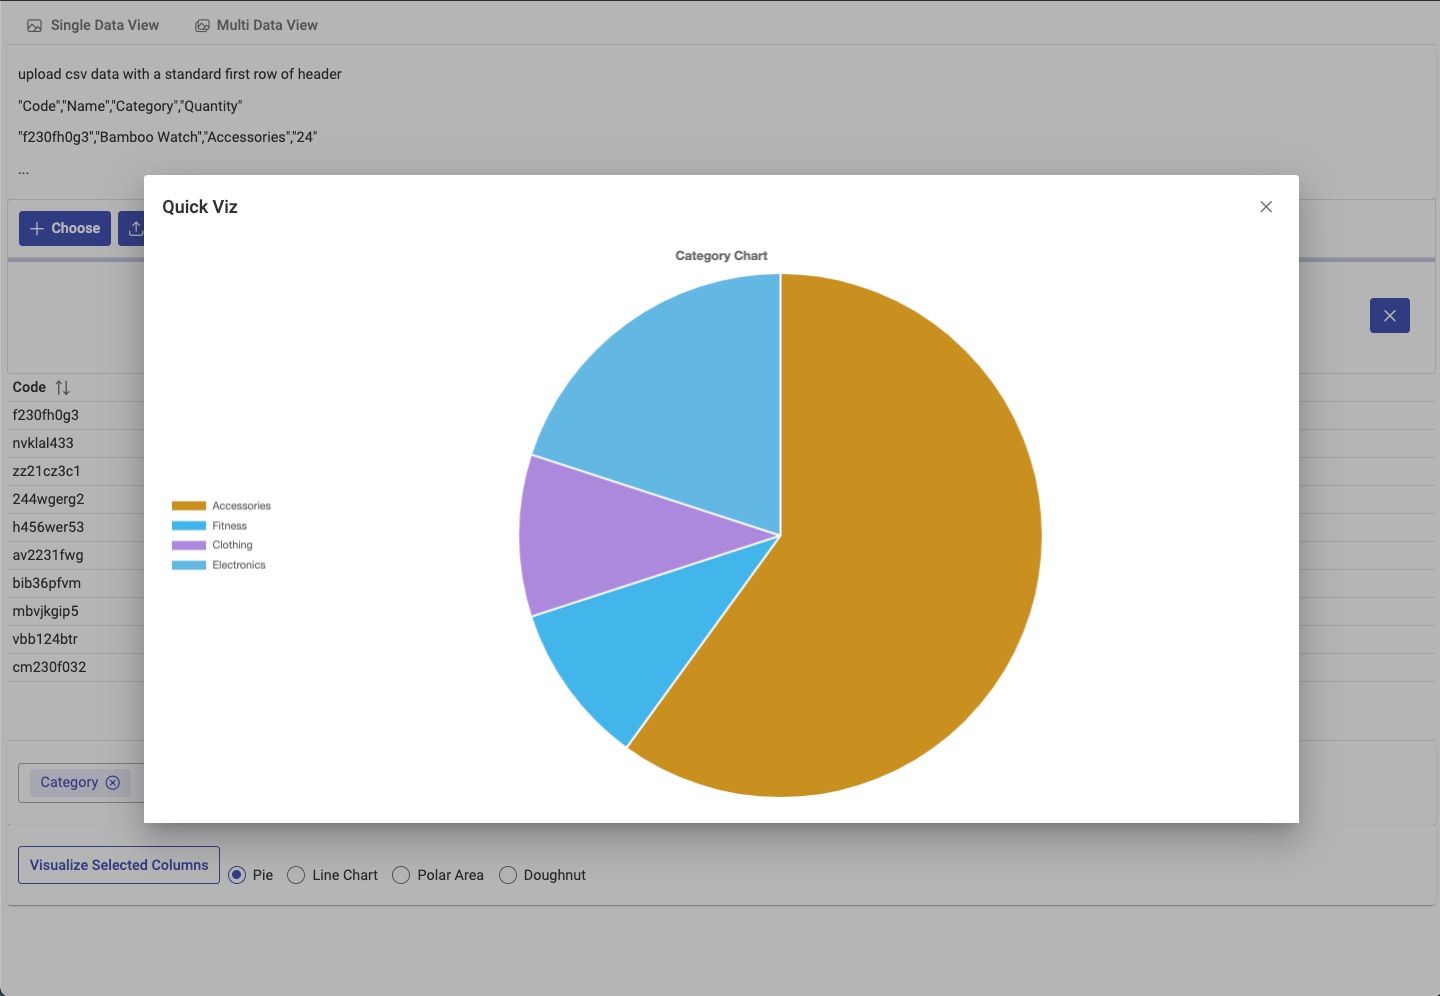 Single Data View
Multi Data View
upload csv data with a standard first row of header
"Code","Name","Category","Quantity"
"f230fh0g3","Bamboo Watch","Accessories","24"
...
Choose
Quick Viz
Category Chart
Accessories
Fitness
Clothing
Electronics
Code
f230fh0g3
nvklal433
zz21cz3c1
244wgerg2
h456wer53
av2231fwg
bib36pfvm
mbvjkgip5
vbb124btr
cm230f032
Category
Visualize Selected Columns
Pie
Line Chart
Polar Area
Doughnut